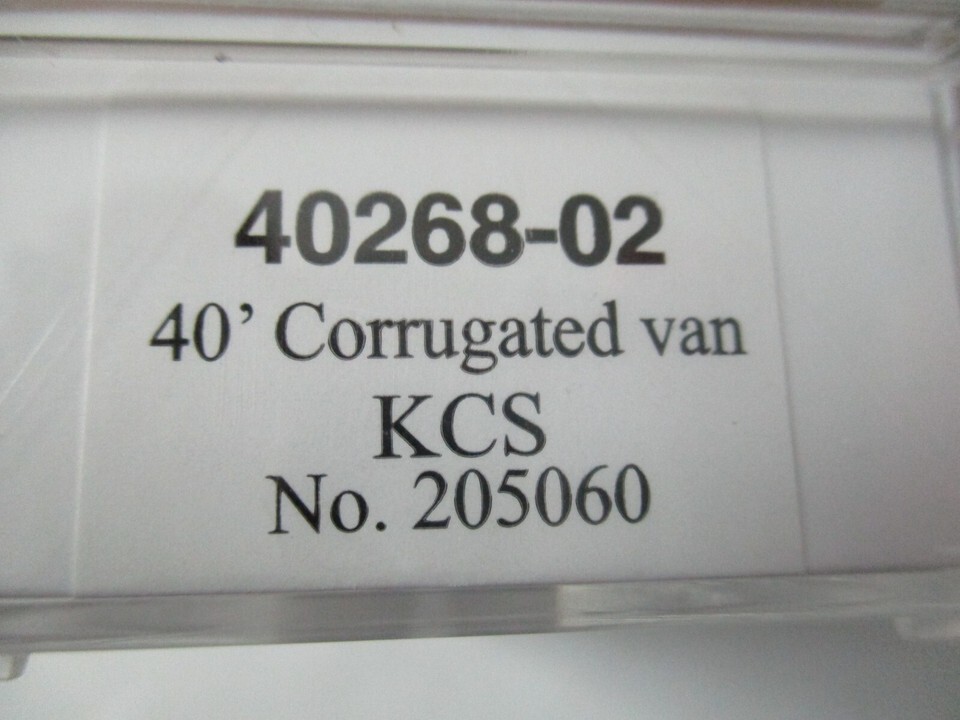 40268-02
40’ Corrugated van
KCS
No. 205060